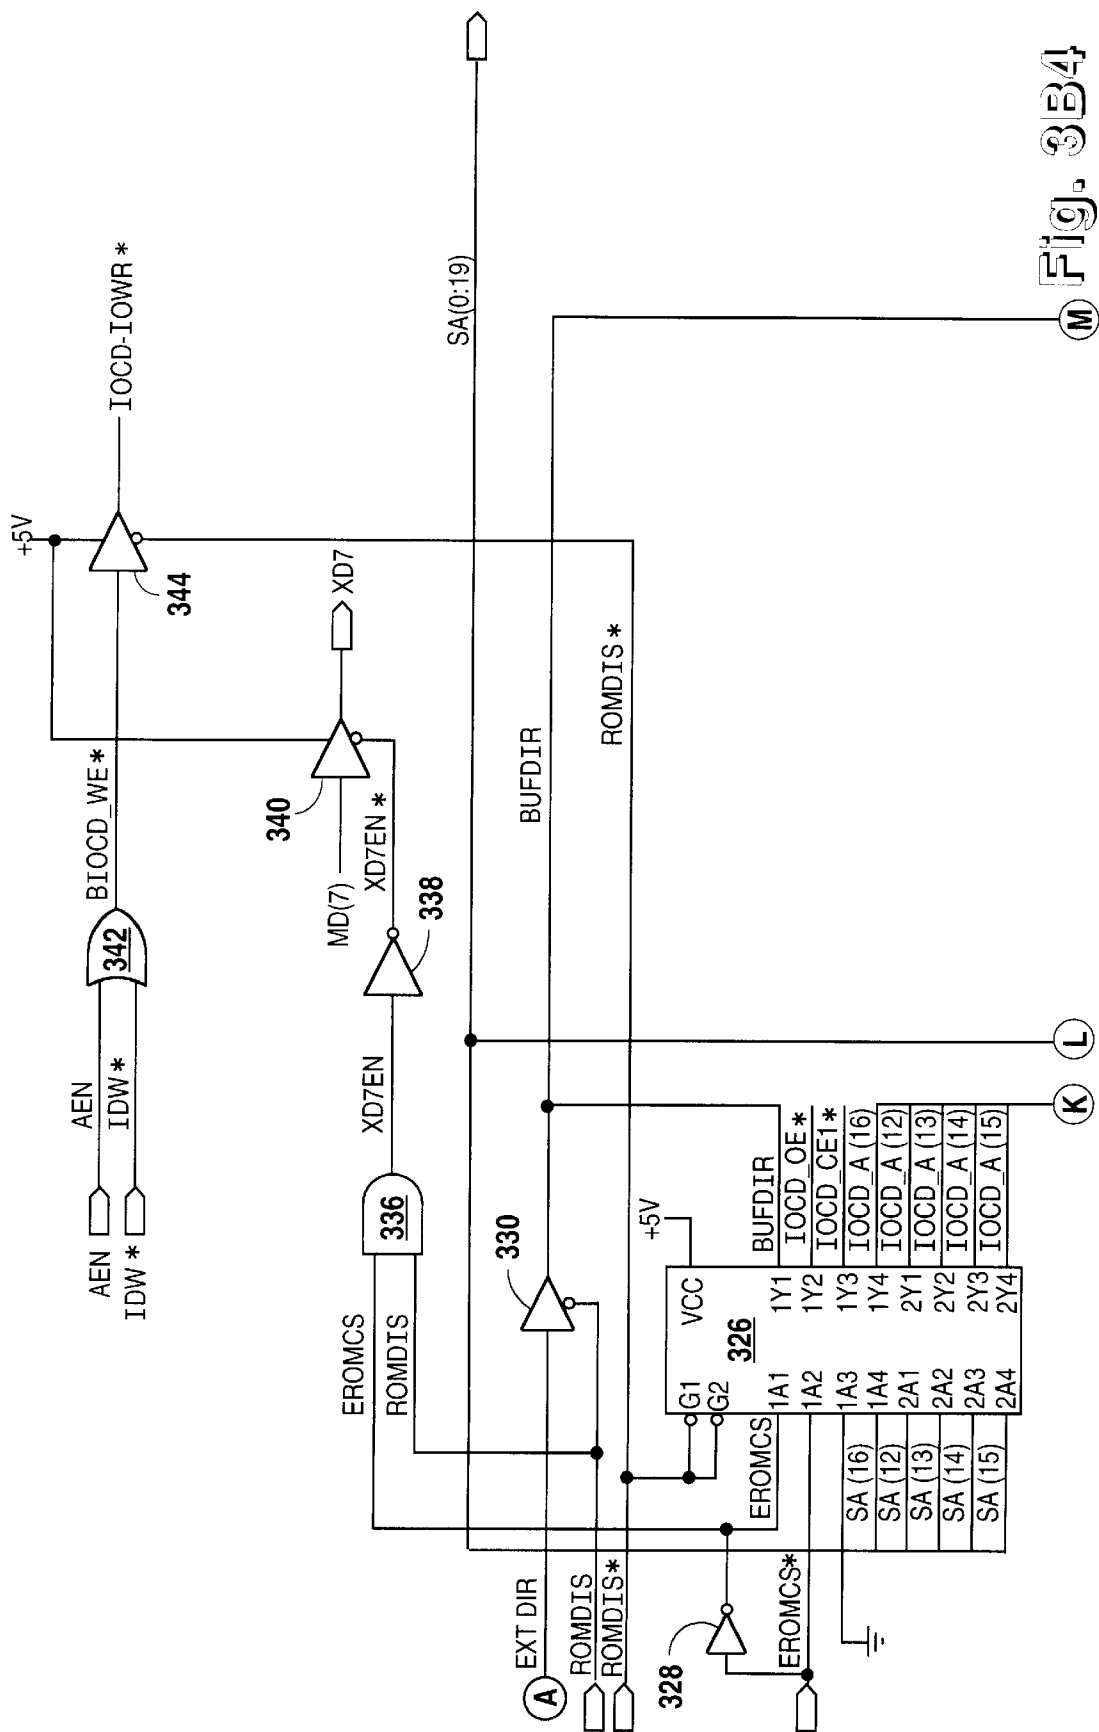 +5V
AEN
IDW *
AEN
IDW *
342
BIOCD_WE *
344
IOCD-IOWR *
EROMCS
ROMDIS
336
XD7EN
338
XD7EN *
MD(7)
340
XD7
SA(0:19)
A
EXT DIR
330
BUFDIR
ROMDIS
ROMDIS*
ROMDIS *
328
EROMCS*
EROMCS
SA (16)
SA (12)
SA (13)
SA (14)
SA (15)
+5V
VCC
326
G1
G2
1A1
1A2
1A3
1A4
2A1
2A2
2A3
2A4
1Y1
1Y2
1Y3
1Y4
2Y1
2Y2
2Y3
2Y4
BUFDIR
IOCD_OE *
IOCD_CE1*
IOCD_A (16)
IOCD_A (12)
IOCD_A (13)
IOCD_A (14)
IOCD_A (15)
K
L
M
Fig. 3B4